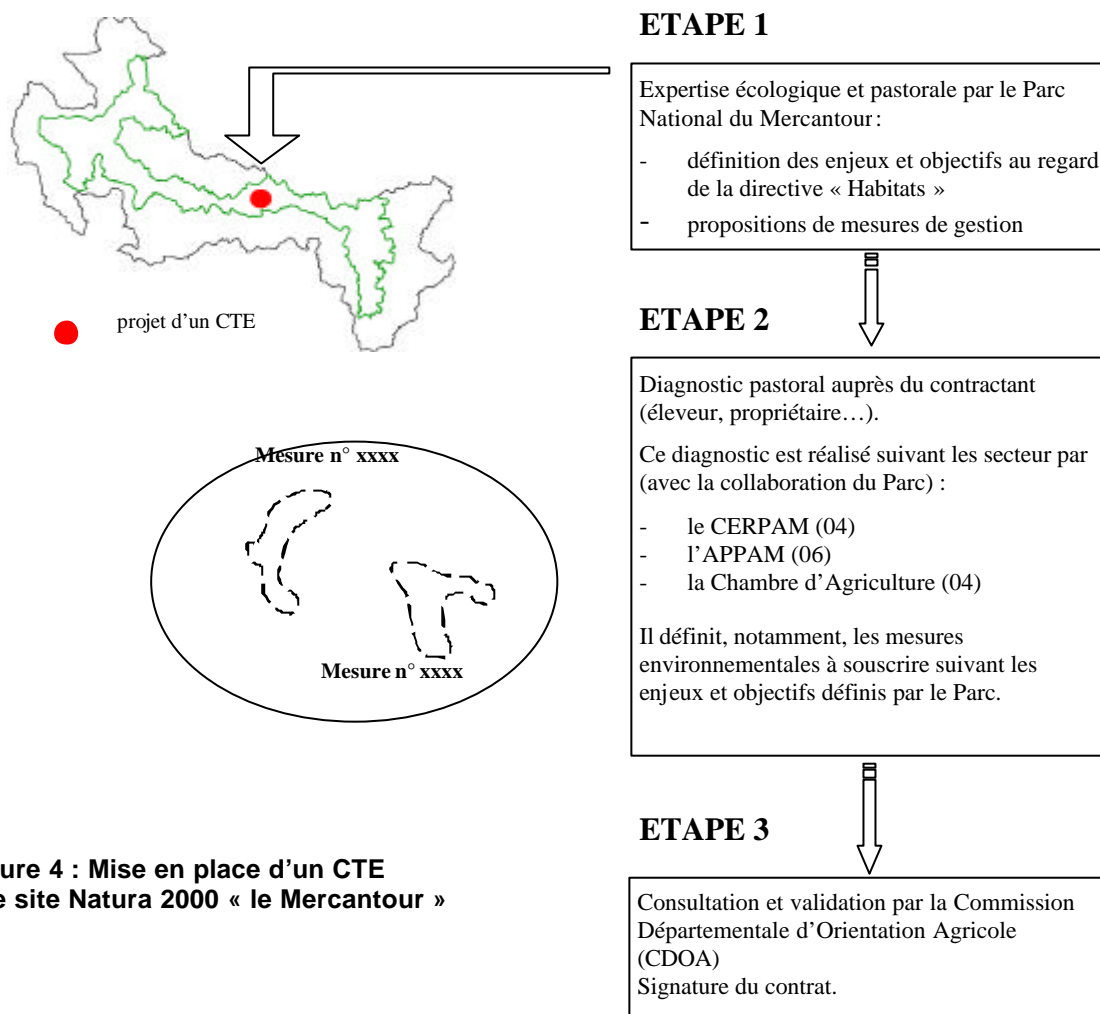 ETAPE 1
Expertise écologique et pastorale par le Parc
National du Mercantour :
- définition des enjeux et objectifs au regard
de la directive « Habitats »
- propositions de mesures de gestion
projet d'un CTE
ETAPE 2
Diagnostic pastoral auprès du contractant
(éleveur, propriétaire…).
Ce diagnostic est réalisé suivant les secteur par
(avec la collaboration du Parc) :
- le CERPAM (04)
- l'APPAM (06)
- la Chambre d'Agriculture (04)
Il définit, notamment, les mesures
environnementales à souscrire suivant les
enjeux et objectifs définis par le Parc.
Mesure n° xxxx
Mesure n° xxxx
ETAPE 3
Consultation et validation par la Commission
Départementale d'Orientation Agricole
(CDOA)
Signature du contrat.
ure 4 : Mise en place d'un CTE
e site Natura 2000 « le Mercantour »